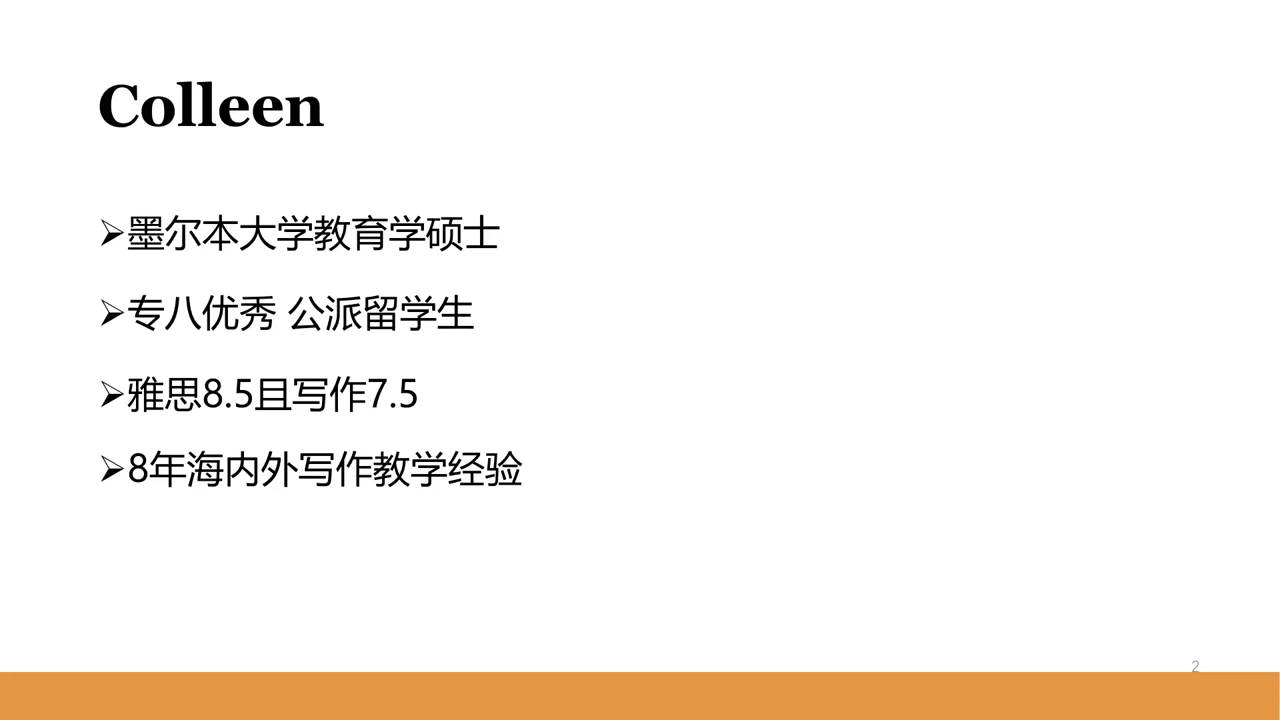 Colleen
➢墨尔本大学教育学硕士
➢专八优秀 公派留学生
➢雅思8.5且写作7.5
➢8年海内外写作教学经验
2